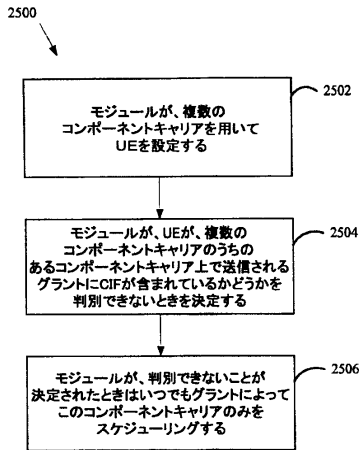 2500
2502
モジュールが、複数の
コンポーネントキャリアを用いて
UEを設定する
2504
モジュールが、UEが、複数の
コンポーネントキャリアのうちの
あるコンポーネントキャリア上で送信される
グラントにCIFが含まれているかどうかを
判別できないときを決定する
2506
モジュールが、判別できないことが
決定されたときはいつでもグラントによって
このコンポーネントキャリアのみを
スケジューリングする